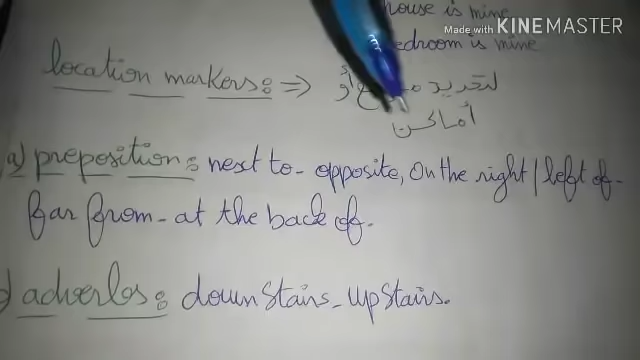 house is mine
Made with KINEMASTER
bedroom is mine
location markers: => لتحديد أو
أماكن
a) preposition: next to - opposite, on the right / left of -
far from - at the back of.
) adverbs: downstairs - upstairs.